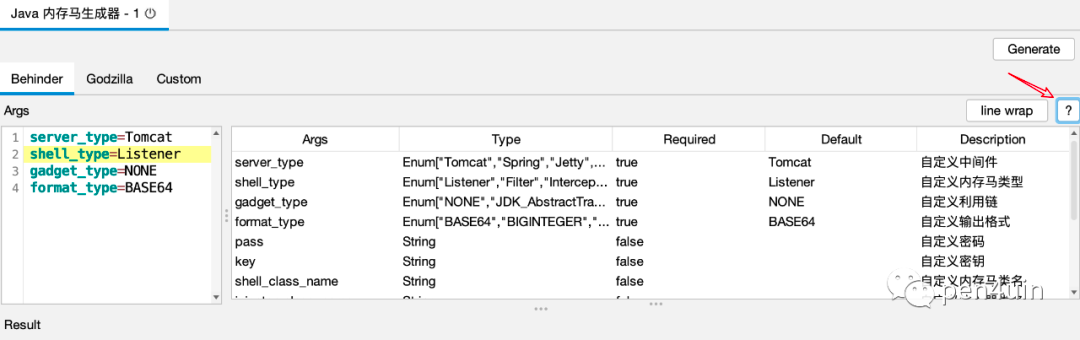 Java 内存马生成器 - 1
Generate
Behinder Godzilla Custom
Args line wrap ?
1 server_type=Tomcat
2 shell_type=Listener
3 gadget_type=NONE
4 format_type=BASE64
Args Type Required Default Description
server_type Enum["Tomcat","Spring","Jetty",... true Tomcat 自定义中间件
shell_type Enum["Listener","Filter","Intercep... true Listener 自定义内存马类型
gadget_type Enum["NONE","JDK_AbstractTra... true NONE 自定义利用链
format_type Enum["BASE64","BIGINTEGER","... true BASE64 自定义输出格式
pass String false 自定义密码
key String false 自定义密钥
shell_class_name String false 自定义内存马类名
pen4uin
Result